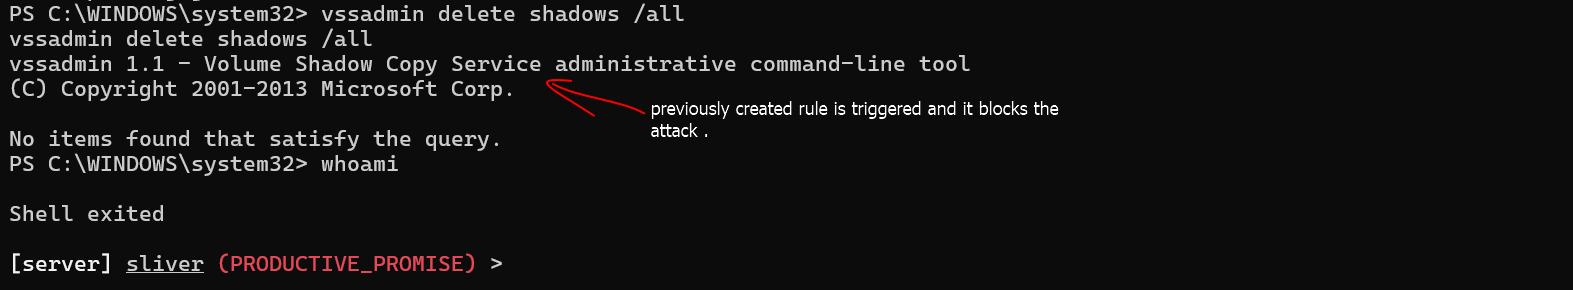 PS C:\WINDOWS\system32> vssadmin delete shadows /all
vssadmin delete shadows /all
vssadmin 1.1 - Volume Shadow Copy Service administrative command-line tool
(C) Copyright 2001-2013 Microsoft Corp.
previously created rule is triggered and it blocks the
attack .
No items found that satisfy the query.
PS C:\WINDOWS\system32> whoami
Shell exited
[server] sliver (PRODUCTIVE_PROMISE) >